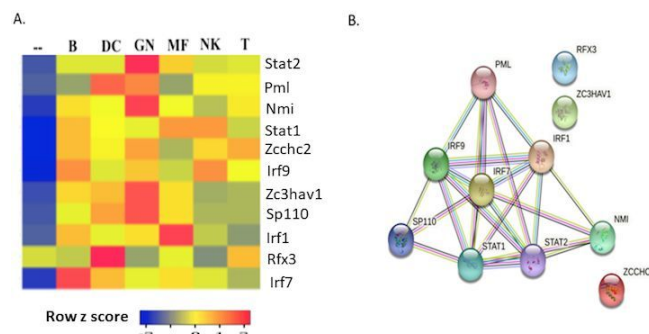 A.
-- B DC GN MF NK T
Stat2
Pml
Nmi
Stat1
Zcchc2
Irf9
Zc3hav1
Sp110
Irf1
Rfx3
Irf7
Row z score
B.
PML
RFX3
ZC3HAV1
IRF9
IRF1
IRF7
SP110
NMI
STAT1
STAT2
ZCCHC